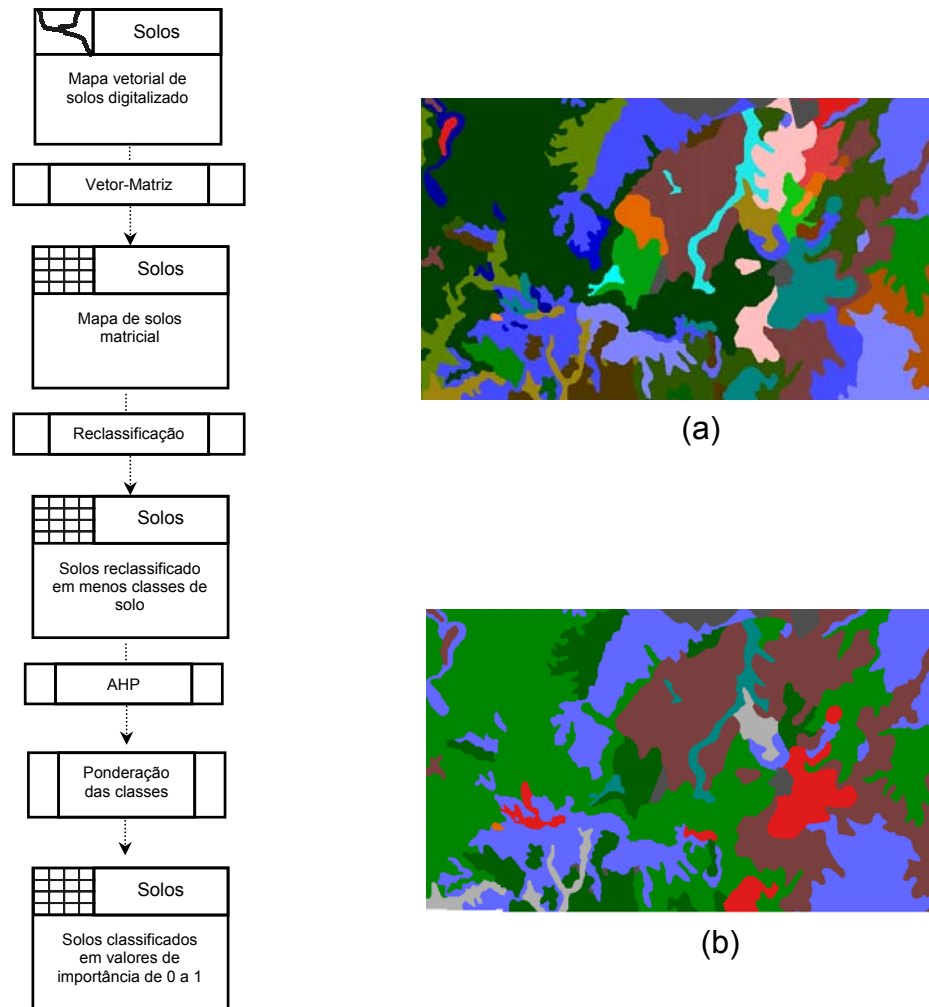 Solos
Mapa vetorial de
solos digitalizado
Vetor-Matriz
Solos
Mapa de solos
matricial
Reclassificação
Solos
Solos reclassificado
em menos classes de
solo
AHP
Ponderação
das classes
Solos
Solos classificados
em valores de
importância de 0 a 1
(a)
(b)